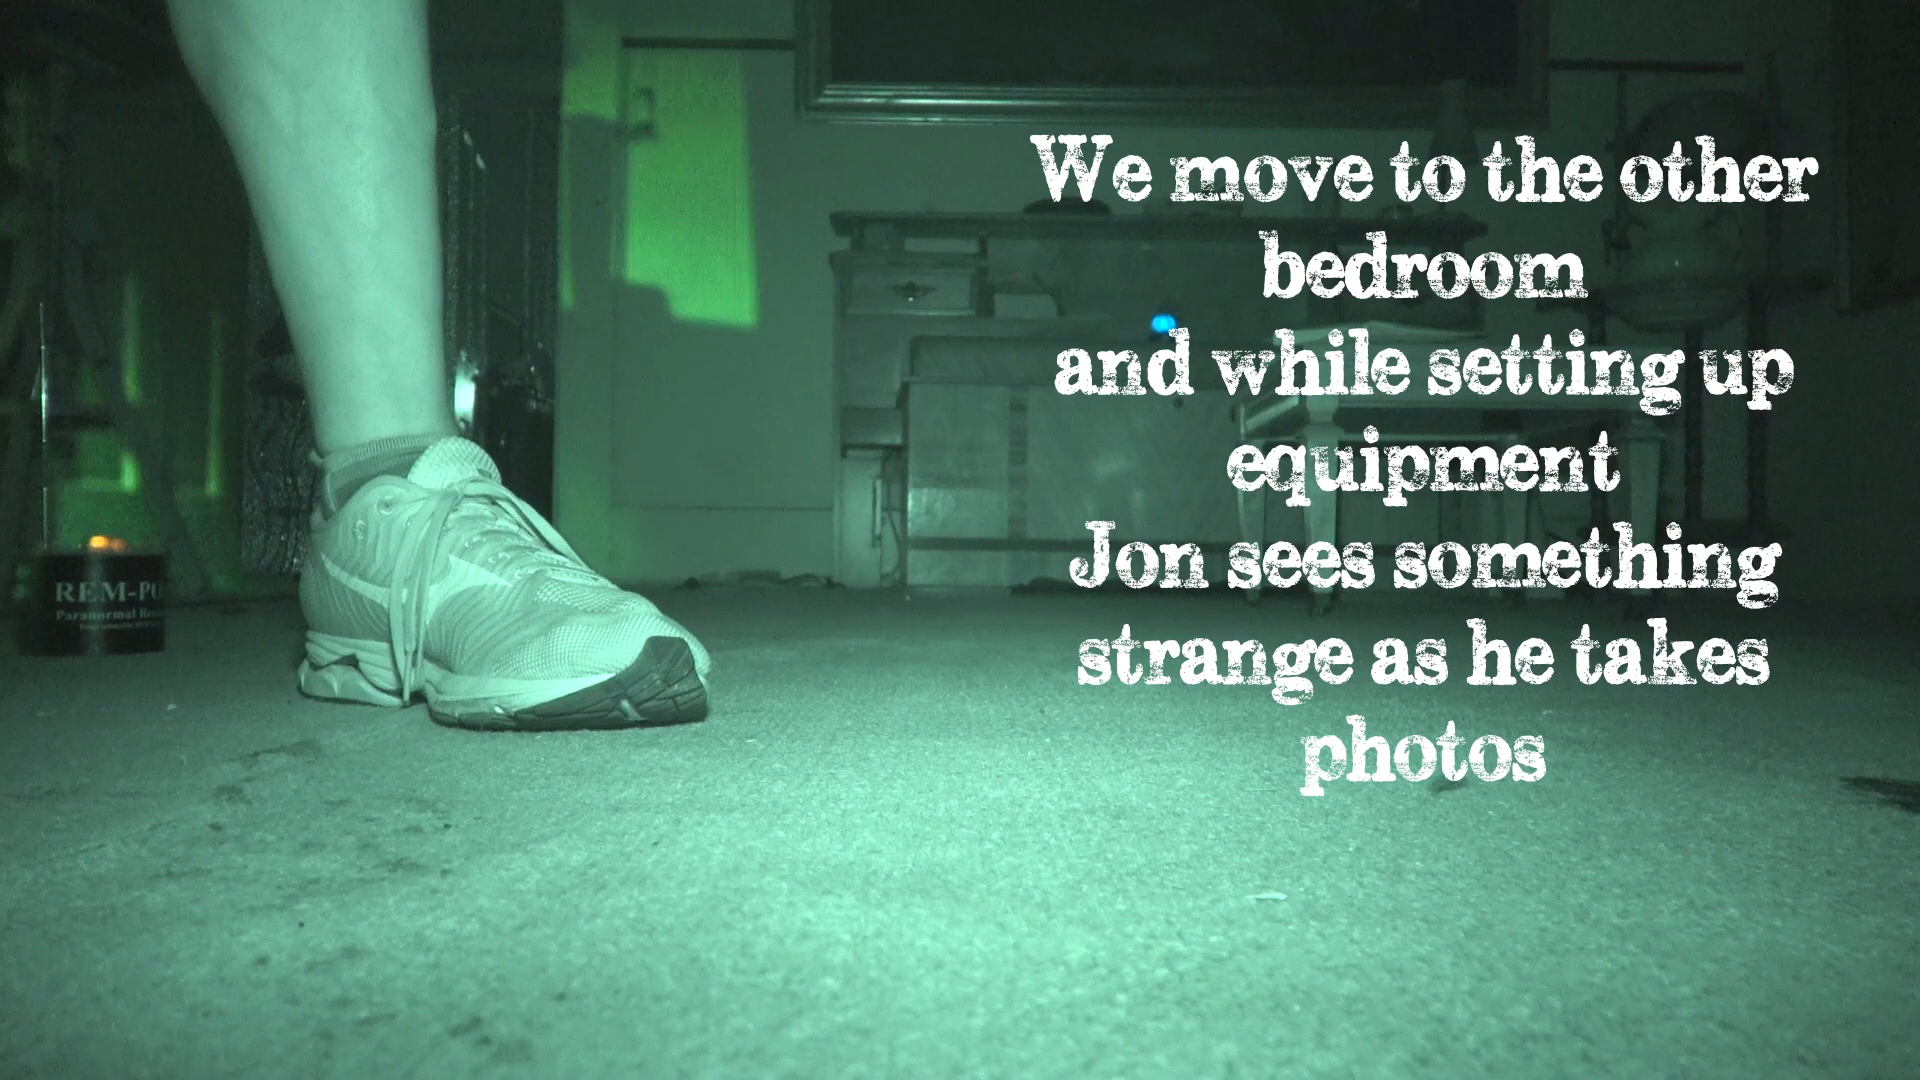 We move to the other
bedroom
and while setting up
equipment
Jon sees something
strange as he takes
photos
REM-PO
Paranormal